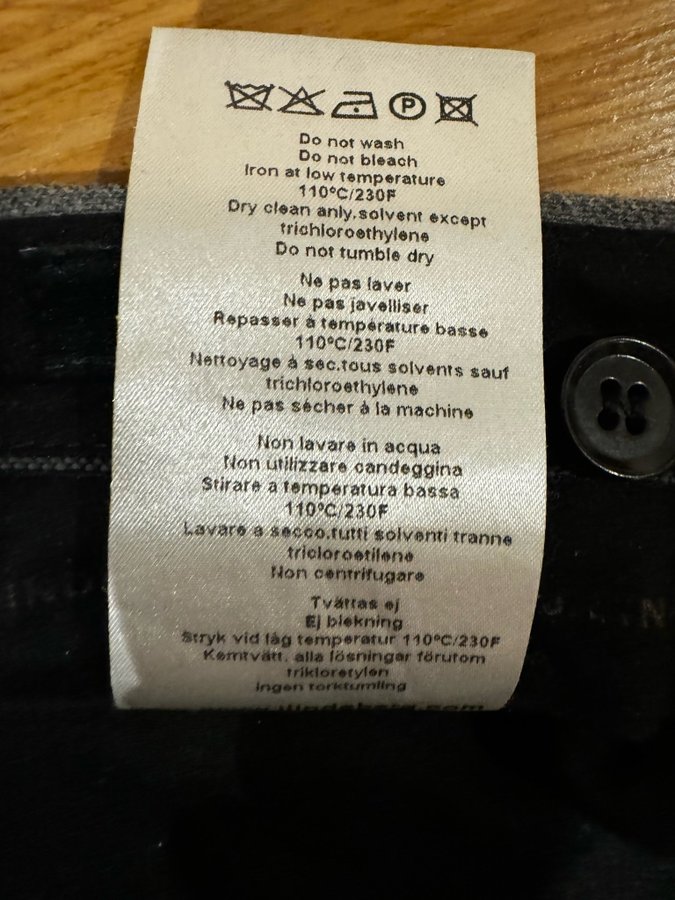 P
Do not wash
Do not bleach
Iron at low temperature
110°C/230F
Dry clean anly.solvent except
trichloroethylene
Do not tumble dry
Ne pas laver
Ne pas javelliser
Repasser à température basse
110°C/230F
Nettoyage à sec.tous solvents sauf
trichloroethylene
Ne pas sècher à la machine
Non lavare in acqua
Non utilizzare candeggina
Stirare a temperatura bassa
110°C/230F
Lavare a secco.tutti solventi tranne
tricloroetilene
Non centrifugare
Tvättas ej
Ej blekning
Stryk vid låg temperatur 110°C/230F
Kemtvätt. alla lösningar förutom
trikloretylen
ingen torktumling